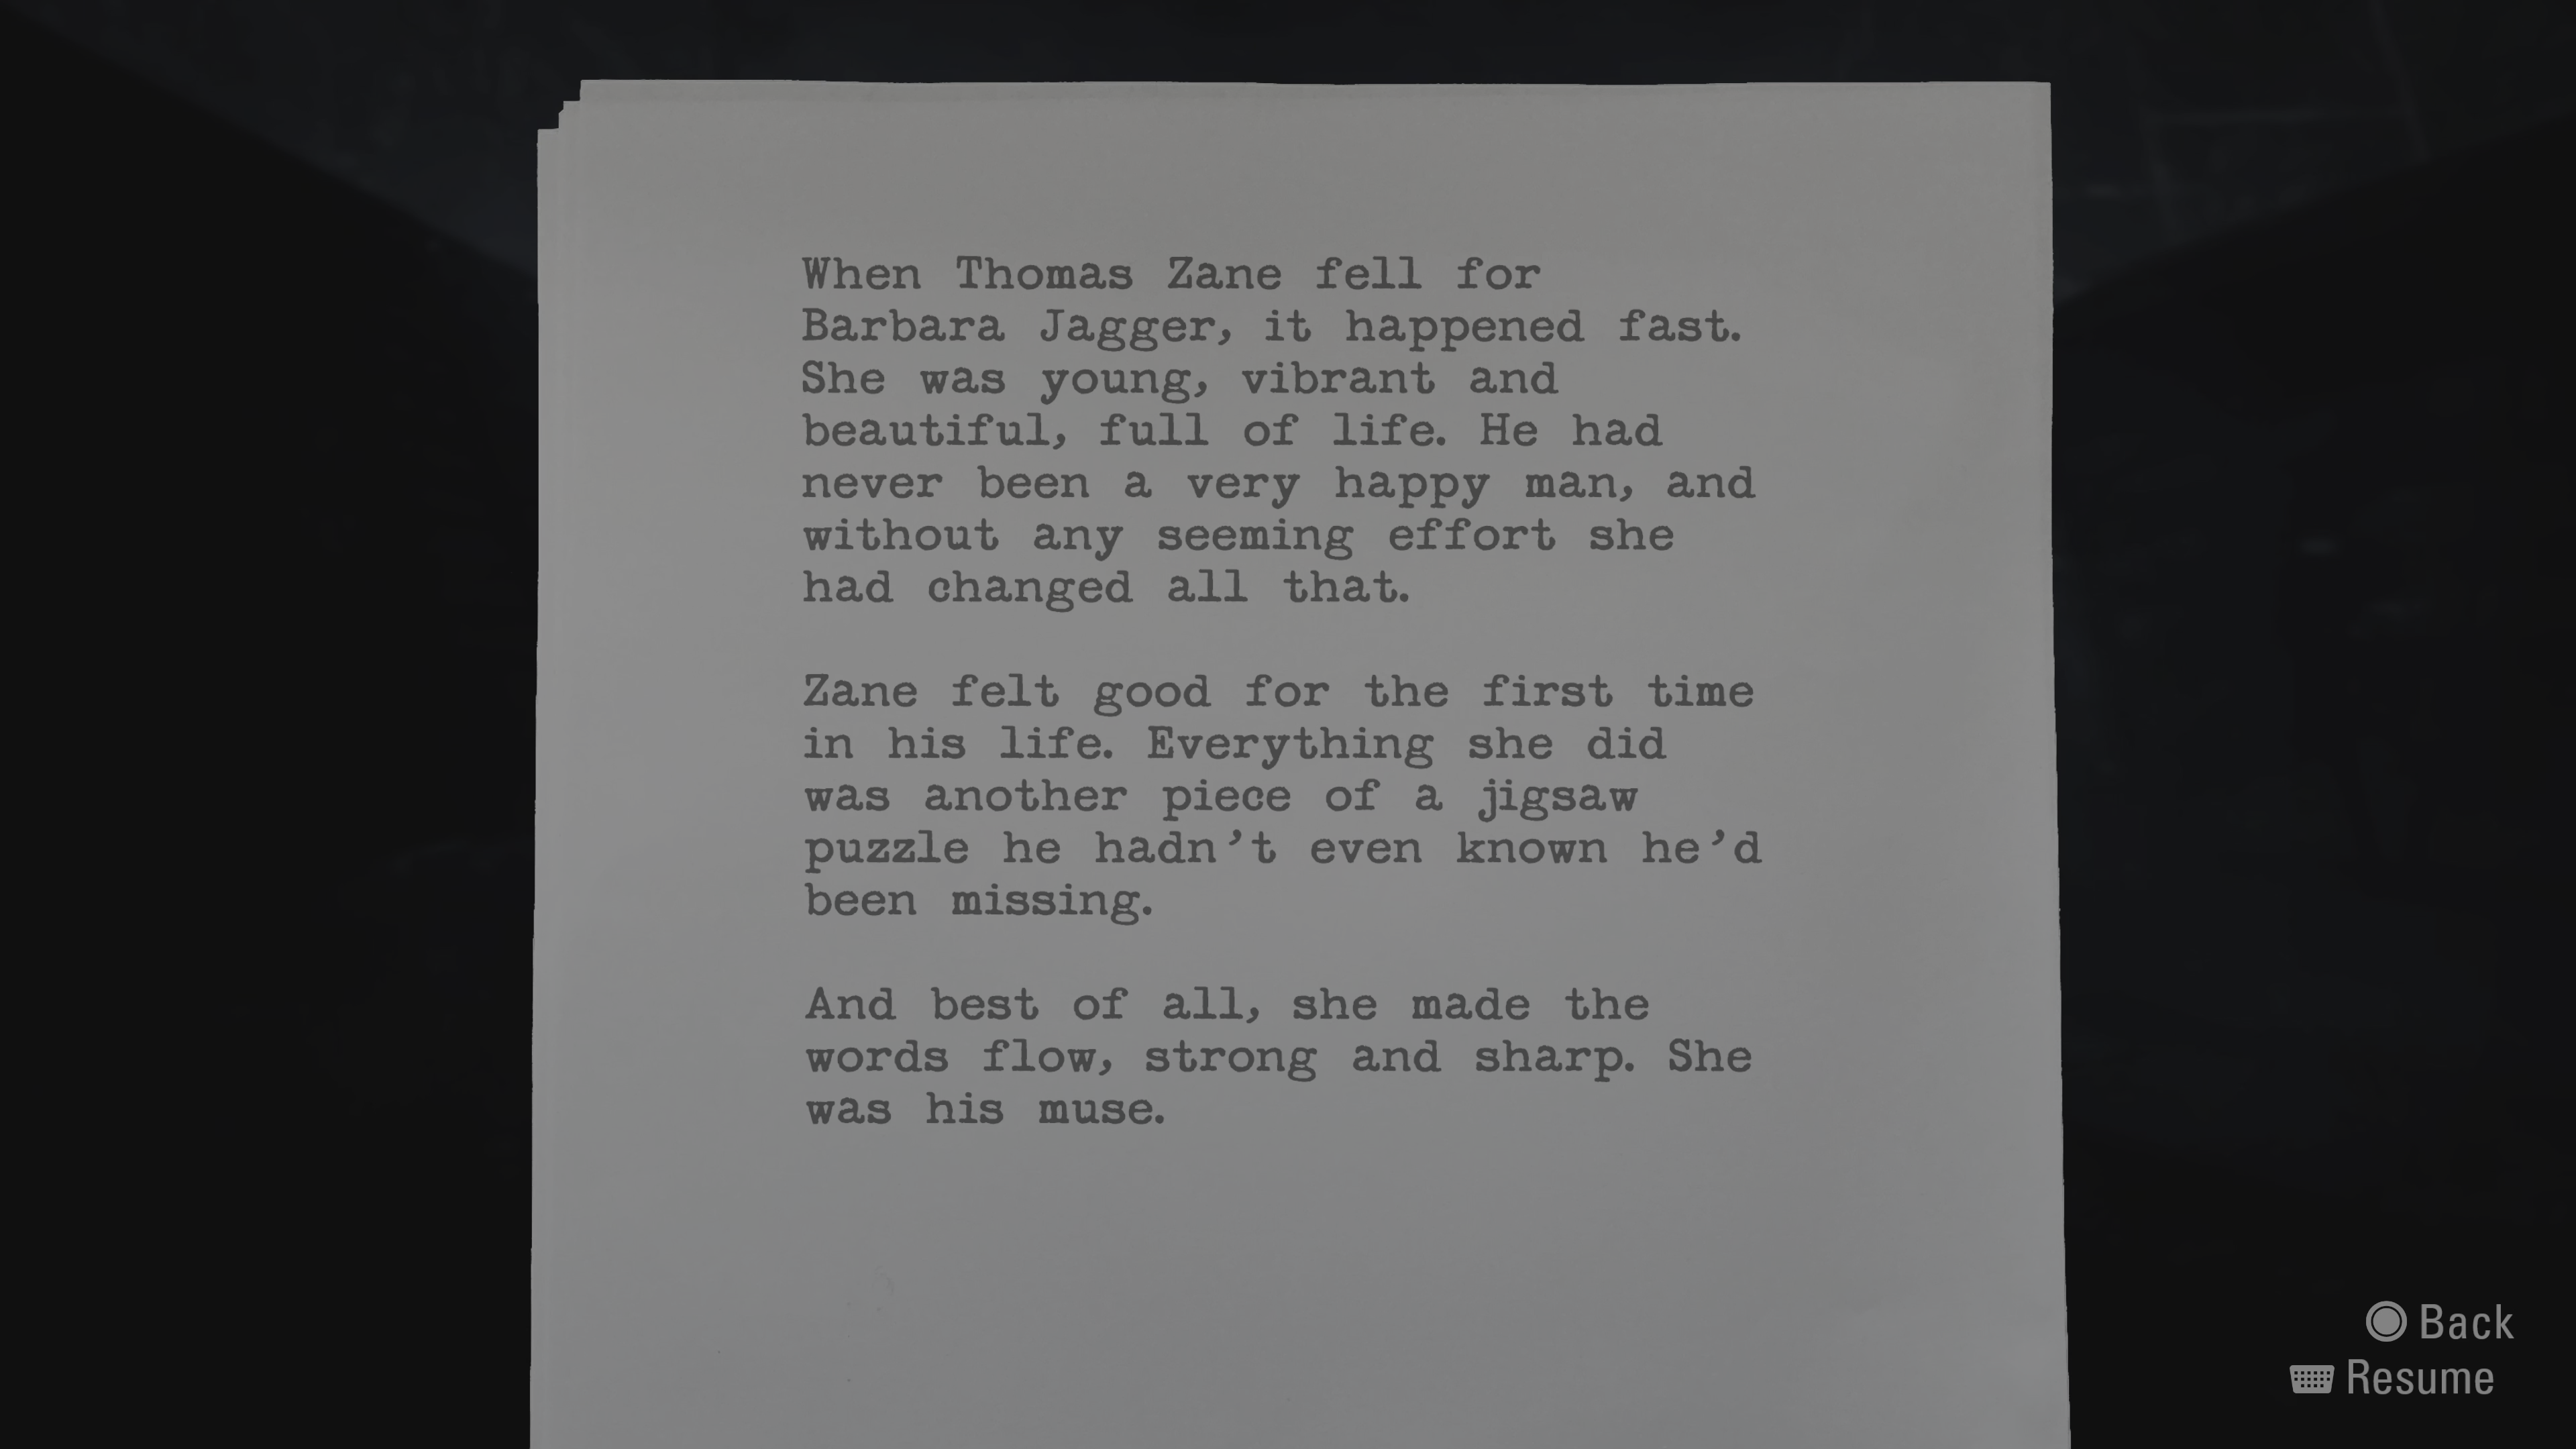 When Thomas Zane fell for
Barbara Jagger, it happened fast.
She was young, vibrant and
beautiful, full of life. He had
never been a very happy man, and
without any seeming effort she
had changed all that.
Zane felt good for the first time
in his life. Everything she did
was another piece of a jigsaw
puzzle he hadn’t even known he’d
been missing.
And best of all, she made the
words flow, strong and sharp. She
was his muse.
Back
Resume